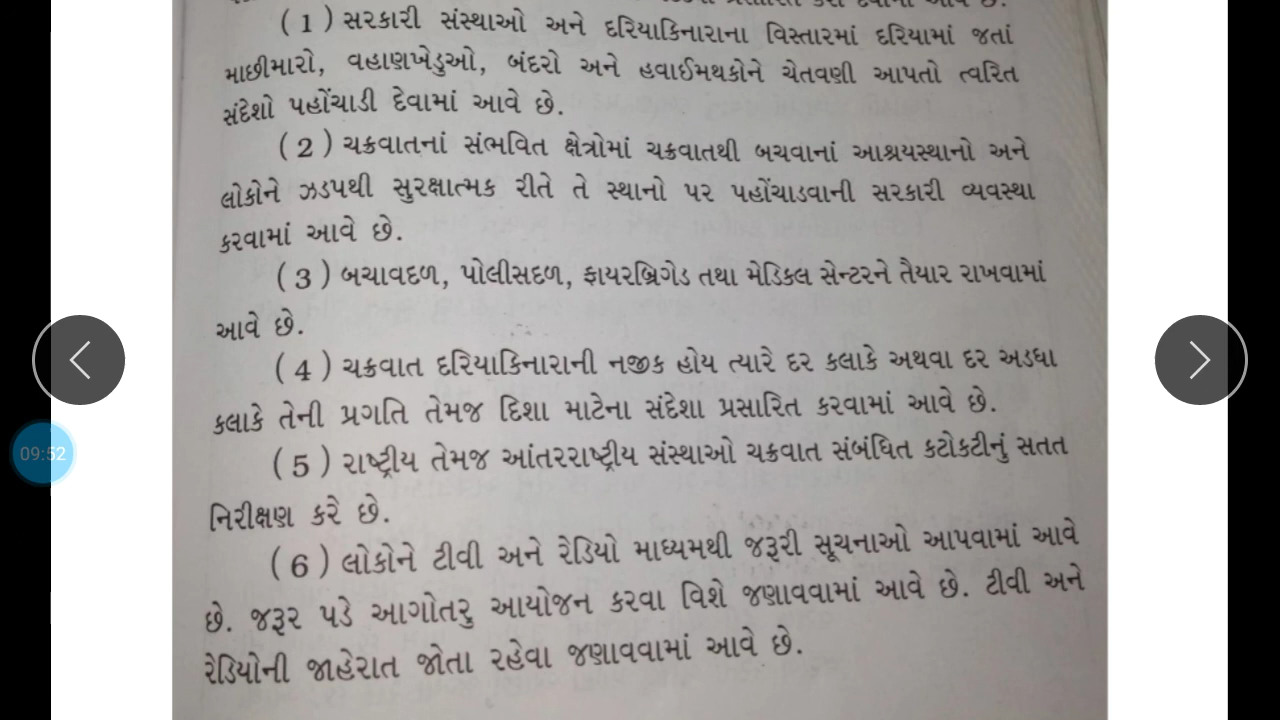 (1) સરકારી સંસ્થાઓ અને દરિયાકિનારાના વિસ્તારમાં દરિયામાં જતાં
માછીમારો, વહાણખેડુઓ, બંદરો અને હવાઈમથકોને ચેતવણી આપતો ત્વરિત
સંદેશો પહોંચાડી દેવામાં આવે છે.
(2) ચક્રવાતનાં સંભવિત ક્ષેત્રોમાં ચક્રવાતથી બચવાનાં આશ્રયસ્થાનો અને
લોકોને ઝડપથી સુરક્ષાત્મક રીતે તે સ્થાનો પર પહોંચાડવાની સરકારી વ્યવસ્થા
કરવામાં આવે છે.
(3) બચાવદળ, પોલીસદળ, ફાયરબ્રિગેડ તથા મેડિકલ સેન્ટરને તૈયાર રાખવામાં
આવે છે.
(4) ચક્રવાત દરિયાકિનારાની નજીક હોય ત્યારે દર કલાકે અથવા દર અડધા
કલાકે તેની પ્રગતિ તેમજ દિશા માટેના સંદેશા પ્રસારિત કરવામાં આવે છે.
09:52
(5) રાષ્ટ્રીય તેમજ આંતરરાષ્ટ્રીય સંસ્થાઓ ચક્રવાત સંબંધિત કટોકટીનું સતત
નિરીક્ષણ કરે છે.
(6) લોકોને ટીવી અને રેડિયો માધ્યમથી જરૂરી સૂચનાઓ આપવામાં આવે
છે. જરૂર પડે આગોતરુ આયોજન કરવા વિશે જણાવવામાં આવે છે. ટીવી અને
રેડિયોની જાહેરાત જોતા રહેવા જણાવવામાં આવે છે.